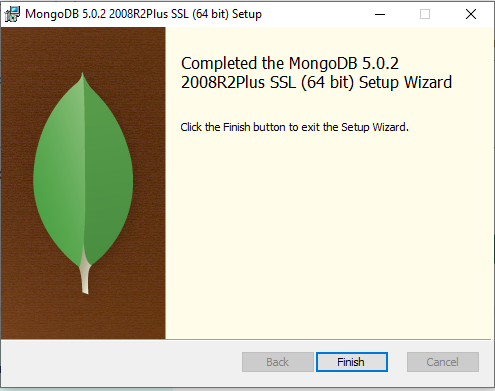 MongoDB 5.0.2 2008R2Plus SSL (64 bit) Setup
Completed the MongoDB 5.0.2
2008R2Plus SSL (64 bit) Setup Wizard
Click the Finish button to exit the Setup Wizard.
Back
Finish
Cancel